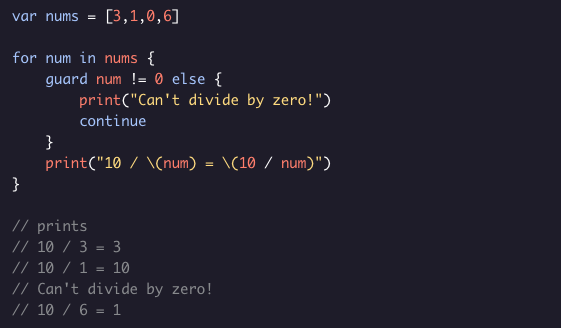 var nums = [3,1,0,6]

for num in nums {
    guard num != 0 else {
        print("Can't divide by zero!")
        continue
    }
    print("10 / \(num) = \(10 / num)")
}

// prints
// 10 / 3 = 3
// 10 / 1 = 10
// Can't divide by zero!
// 10 / 6 = 1